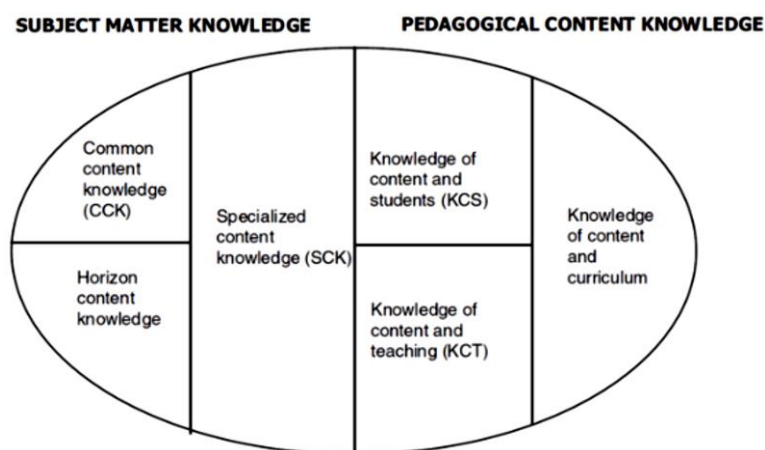 SUBJECT MATTER KNOWLEDGE
PEDAGOGICAL CONTENT KNOWLEDGE
Common
content
knowledge
(CCK)
Horizon
content
knowledge
Specialized
content
knowledge (SCK)
Knowledge of
content and
students (KCS)
Knowledge of
content and
teaching (KCT)
Knowledge
of content
and
curriculum